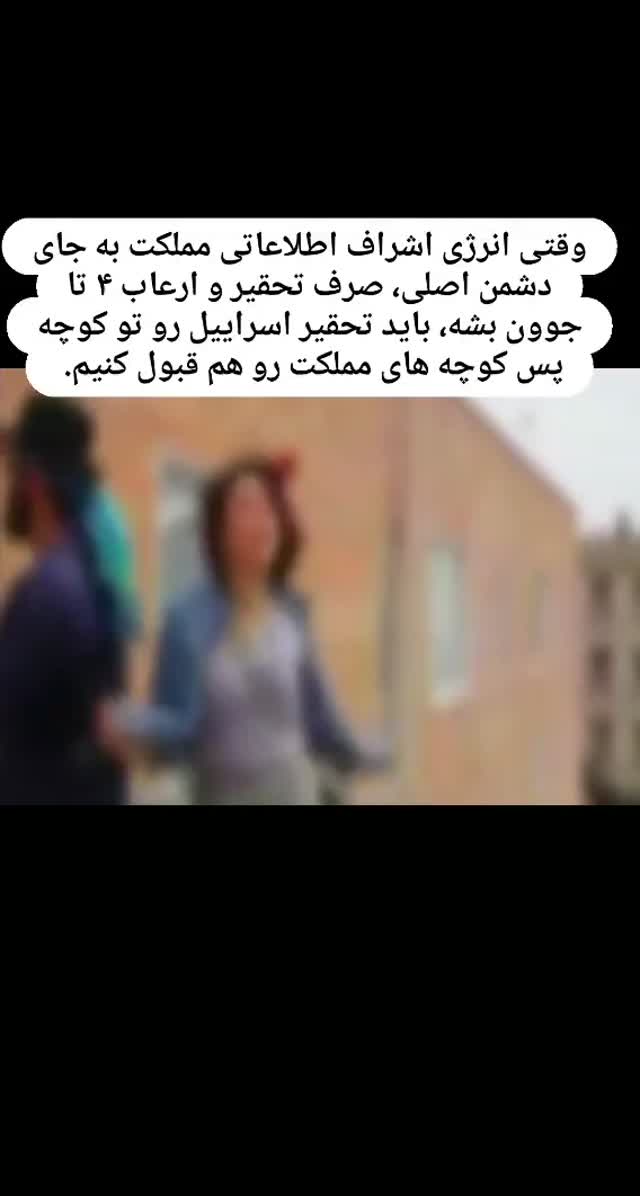 وقتی انرژی اشراف اطلاعاتی مملکت به جای
دشمن اصلی، صرف تحقیر و ارعاب ۴ تا
جوون بشه، باید تحقیر اسراییل رو تو کوچه
پس کوچه های مملکت رو هم قبول کنیم.